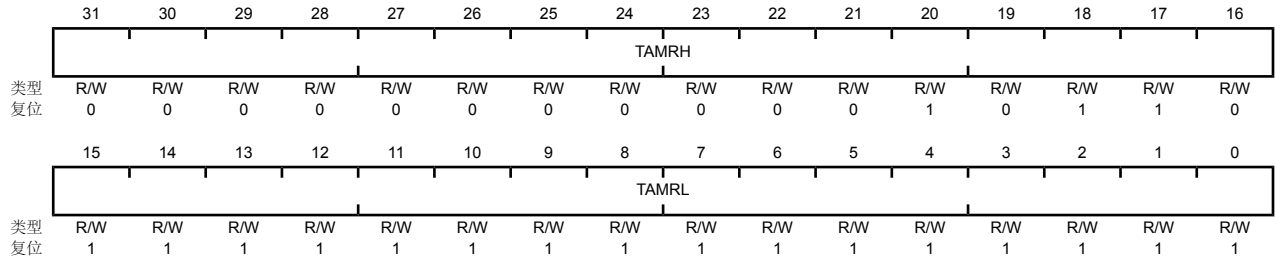 31 30 29 28 27 26 25 24 23 22 21 20 19 18 17 16
TAMRH
类型 R/W R/W R/W R/W R/W R/W R/W R/W R/W R/W R/W R/W R/W R/W R/W R/W
复位 0 0 0 0 0 0 0 0 0 0 0 1 0 1 1 0
15 14 13 12 11 10 9 8 7 6 5 4 3 2 1 0
TAMRL
类型 R/W R/W R/W R/W R/W R/W R/W R/W R/W R/W R/W R/W R/W R/W R/W R/W
复位 1 1 1 1 1 1 1 1 1 1 1 1 1 1 1 1